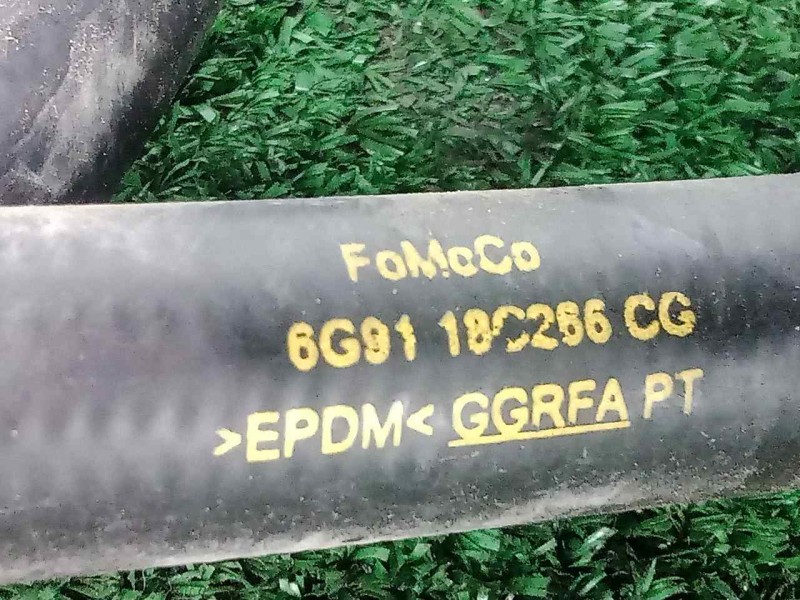 FoMoCo
6G91 18C266 CG
>EPDM< GGRFA PT